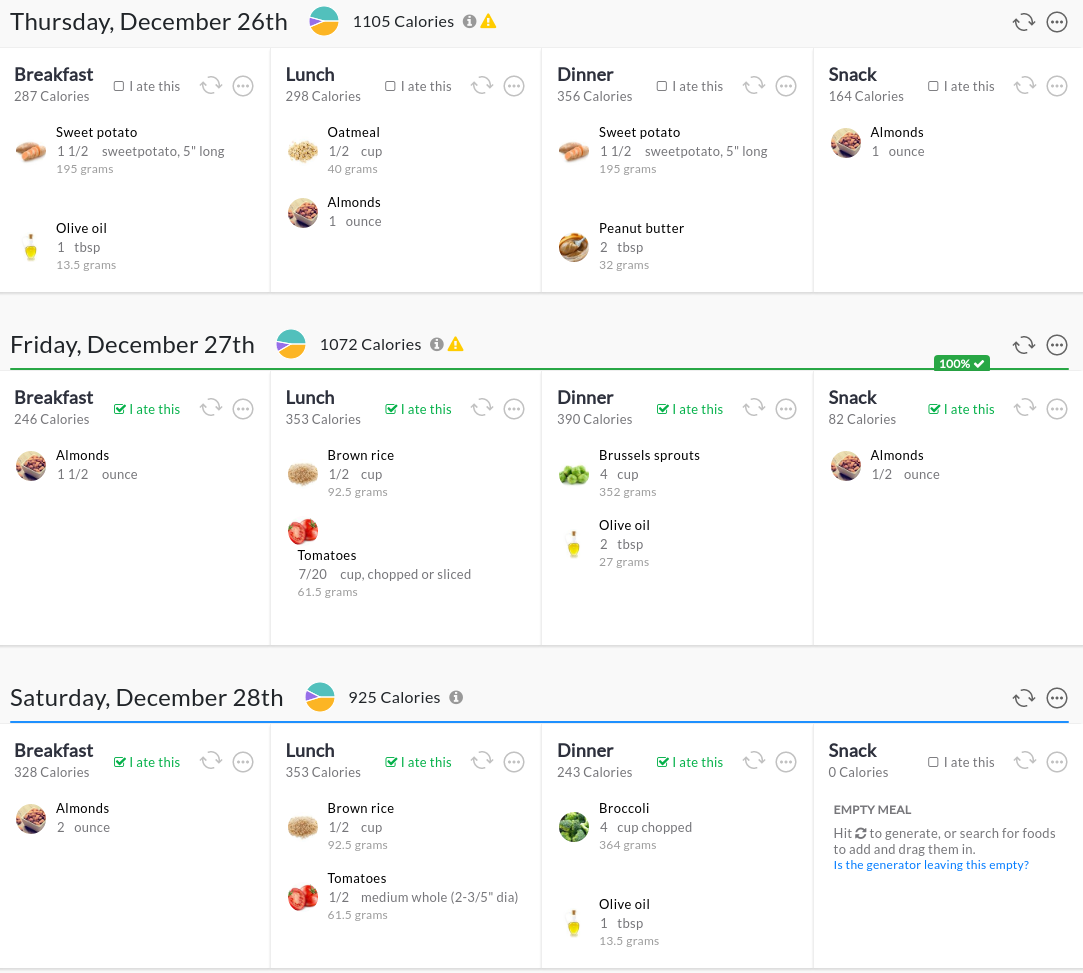 Thursday, December 26th 1105 Calories
Breakfast
287 Calories
I ate this
Sweet potato
1 1/2 sweetpotato, 5" long
195 grams
Olive oil
1 tbsp
13.5 grams
Lunch
298 Calories
I ate this
Oatmeal
1/2 cup
40 grams
Almonds
1 ounce
Dinner
356 Calories
I ate this
Sweet potato
1 1/2 sweetpotato, 5" long
195 grams
Peanut butter
2 tbsp
32 grams
Snack
164 Calories
I ate this
Almonds
1 ounce
Friday, December 27th 1072 Calories
100%
Breakfast
246 Calories
I ate this
Almonds
1 1/2 ounce
Lunch
353 Calories
I ate this
Brown rice
1/2 cup
92.5 grams
Tomatoes
7/20 cup, chopped or sliced
61.5 grams
Dinner
390 Calories
I ate this
Brussels sprouts
4 cup
352 grams
Olive oil
2 tbsp
27 grams
Snack
82 Calories
I ate this
Almonds
1/2 ounce
Saturday, December 28th 925 Calories
Breakfast
328 Calories
I ate this
Almonds
2 ounce
Lunch
353 Calories
I ate this
Brown rice
1/2 cup
92.5 grams
Tomatoes
1/2 medium whole (2-3/5" dia)
61.5 grams
Dinner
243 Calories
I ate this
Broccoli
4 cup chopped
364 grams
Olive oil
1 tbsp
13.5 grams
Snack
0 Calories
I ate this
EMPTY MEAL
Hit to generate, or search for foods
to add and drag them in.
Is the generator leaving this empty?